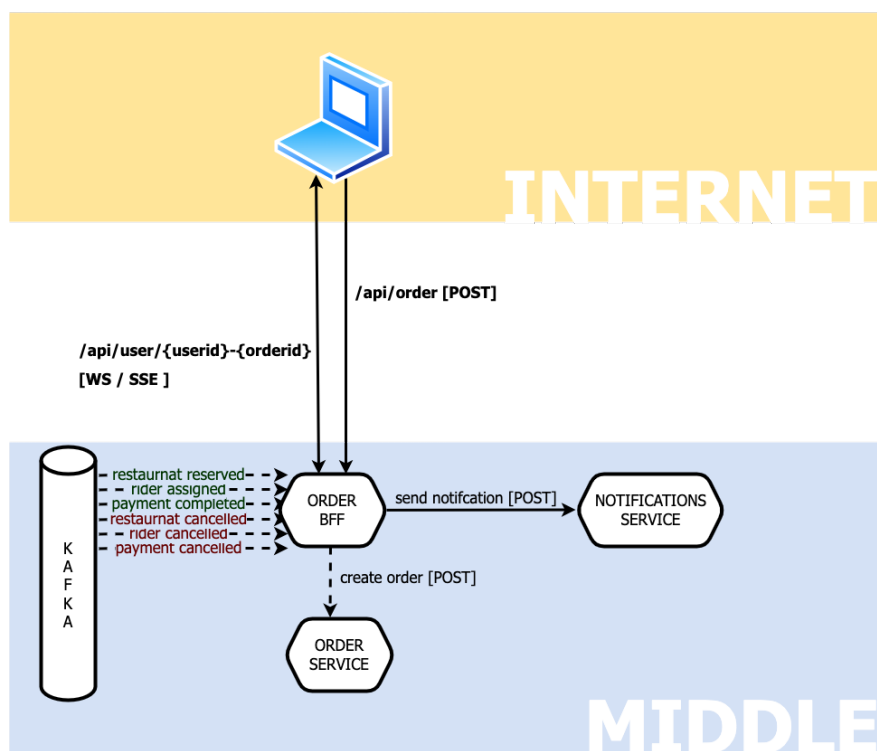 INTERNET
/api/order [POST]
/api/user/{userid}-{orderid}
[WS / SSE ]
restaurnat reserved
rider assigned
payment completed
restaurnat cancelled
rider cancelled
payment cancelled
K
A
F
K
A
ORDER
BFF
send notifcation [POST]
NOTIFICATIONS
SERVICE
create order [POST]
ORDER
SERVICE
MIDDLE